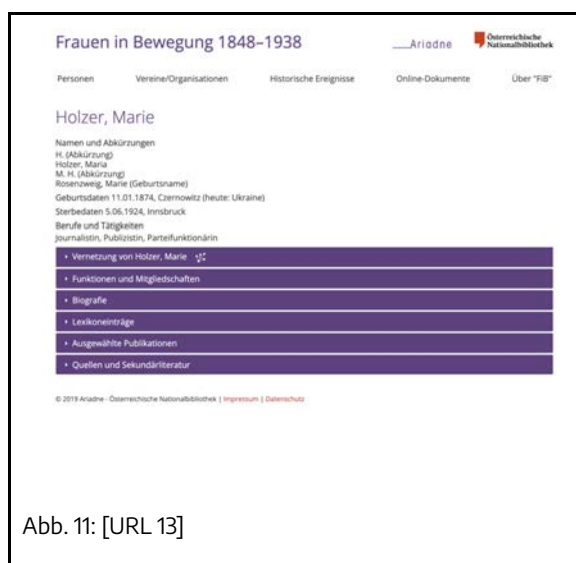 Frauen in Bewegung 1848–1938
Ariadne
Österreichische
Nationalbibliothek
Personen Vereine/Organisationen Historische Ereignisse Online-Dokumente Über "FiB"
Holzer, Marie
Namen und Abkürzungen
H. (Abkürzung)
Holzer, Maria
M. H. (Abkürzung)
Rosenzweig, Marie (Geburtsname)
Geburtsdaten 11.01.1874, Czernowitz (heute: Ukraine)
Sterbedaten 5.06.1924, Innsbruck
Berufe und Tätigkeiten
Journalistin, Publizistin, Parteifunktionärin
Vernetzung von Holzer, Marie
Funktionen und Mitgliedschaften
Biografie
Lexikoneinträge
Ausgewählte Publikationen
Quellen und Sekundärliteratur
© 2019 Ariadne - Österreichische Nationalbibliothek | Impressum | Datenschutz
Abb. 11: [URL 13]